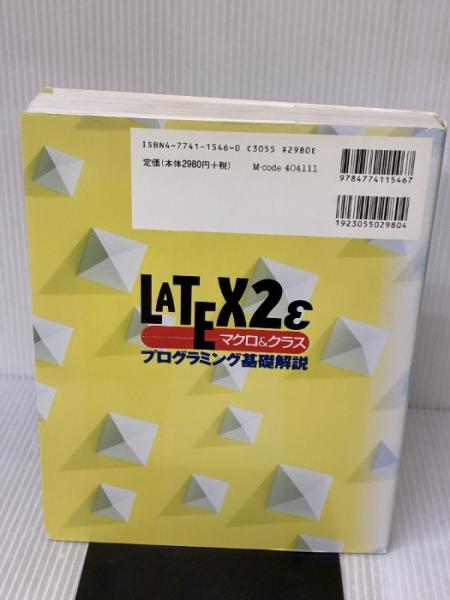 ISBN4-7741-1546-0 C3055 ¥2980E
定価(本体2980円+税)
M-code 404111
9784774115467
1923055029804
LATEX2ε
マクロ&クラス
プログラミング基礎解説